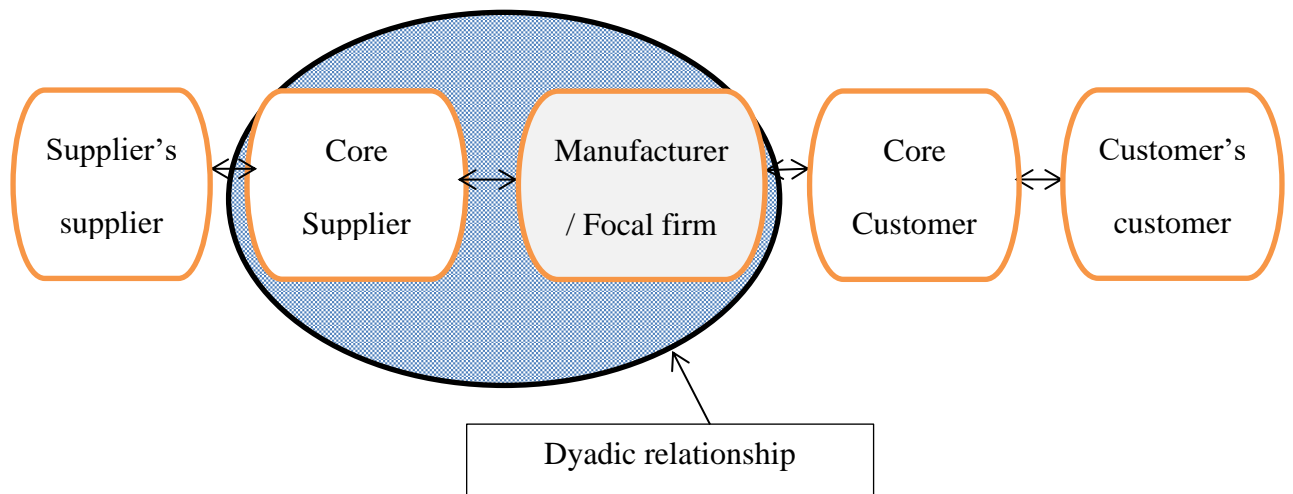 Supplier’s
supplier
Core
Supplier
Manufacturer
/ Focal firm
Core
Customer
Customer’s
customer
Dyadic relationship